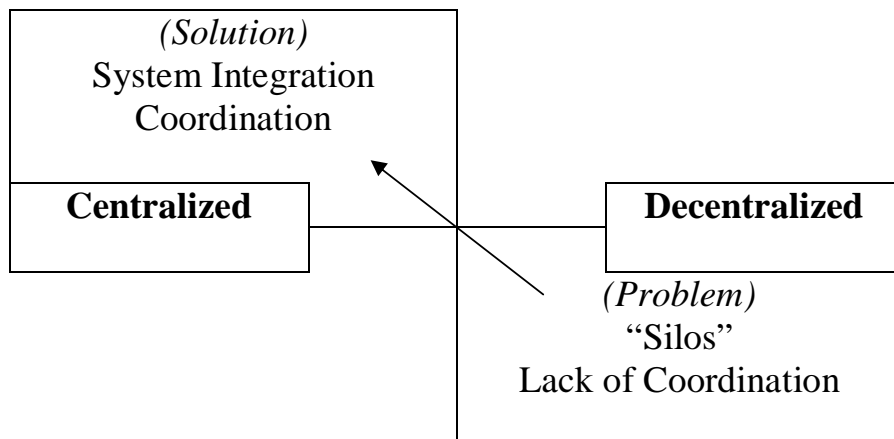 (Solution)
System Integration
Coordination
Centralized
Decentralized
(Problem)
“Silos”
Lack of Coordination